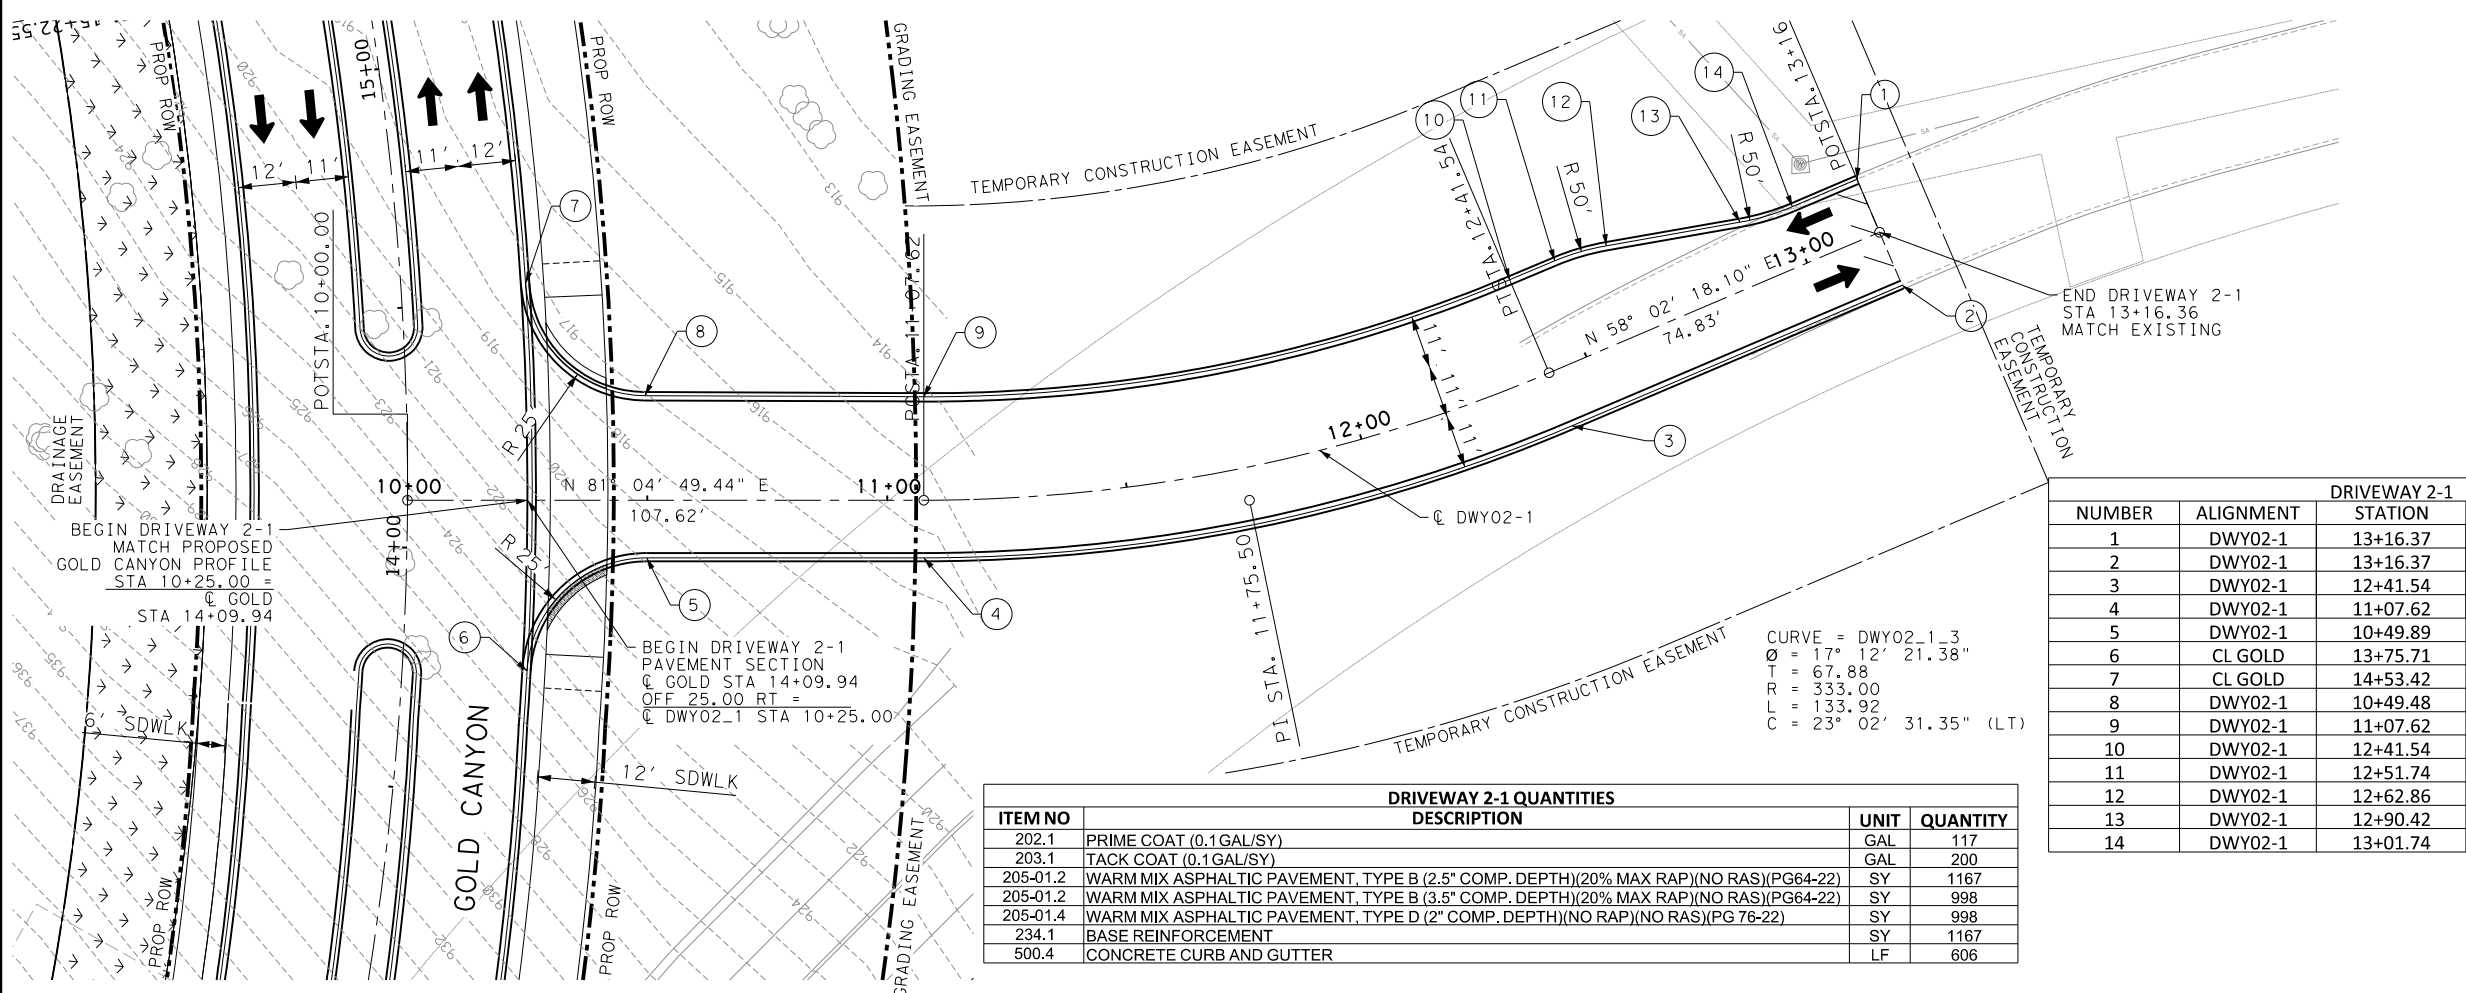 15+22.55
PROP ROW
15+00
12'
11'
11'
12'
PROP ROW
GRADING EASEMENT
TEMPORARY CONSTRUCTION EASEMENT
7
8
9
10
11
12
13
14
1
2
3
4
5
6
R 50'
R 50'
POTSTA. 13+16
13+00
N 58° 02' 18.10" E
74.83'
END DRIVEWAY 2-1
STA 13+16.36
MATCH EXISTING
TEMPORARY
CONSTRUCTION
EASEMENT
POTSTA. 10+00.00
11'
11'
11'
12+00
℄ DWY02-1
PI STA. 11+75.50
R 25'
R 25'
DRAINAGE
EASEMENT
10+00
N 81° 04' 49.44" E
107.62'
11+00
14+00
BEGIN DRIVEWAY 2-1
MATCH PROPOSED
GOLD CANYON PROFILE
STA 10+25.00 =
℄ GOLD
STA 14+09.94
BEGIN DRIVEWAY 2-1
PAVEMENT SECTION
℄ GOLD STA 14+09.94
OFF 25.00 RT =
℄ DWY02_1 STA 10+25.00
6' SDWLK
12' SDWLK
GOLD CANYON
PROP ROW
PROP ROW
GRADING EASEMENT
TEMPORARY CONSTRUCTION EASEMENT
CURVE = DWY02_1_3
Ø = 17° 12' 21.38"
T = 67.88
R = 333.00
L = 133.92
C = 23° 02' 31.35" (LT)
DRIVEWAY 2-1
NUMBER ALIGNMENT STATION
1 DWY02-1 13+16.37
2 DWY02-1 13+16.37
3 DWY02-1 12+41.54
4 DWY02-1 11+07.62
5 DWY02-1 10+49.89
6 CL GOLD 13+75.71
7 CL GOLD 14+53.42
8 DWY02-1 10+49.48
9 DWY02-1 11+07.62
10 DWY02-1 12+41.54
11 DWY02-1 12+51.74
12 DWY02-1 12+62.86
13 DWY02-1 12+90.42
14 DWY02-1 13+01.74
DRIVEWAY 2-1 QUANTITIES
ITEM NO DESCRIPTION UNIT QUANTITY
202.1 PRIME COAT (0.1GAL/SY) GAL 117
203.1 TACK COAT (0.1GAL/SY) GAL 200
205-01.2 WARM MIX ASPHALTIC PAVEMENT, TYPE B (2.5" COMP. DEPTH)(20% MAX RAP)(NO RAS)(PG64-22) SY 1167
205-01.2 WARM MIX ASPHALTIC PAVEMENT, TYPE B (3.5" COMP. DEPTH)(20% MAX RAP)(NO RAS)(PG64-22) SY 998
205-01.4 WARM MIX ASPHALTIC PAVEMENT, TYPE D (2" COMP. DEPTH)(NO RAP)(NO RAS)(PG 76-22) SY 998
234.1 BASE REINFORCEMENT SY 1167
500.4 CONCRETE CURB AND GUTTER LF 606